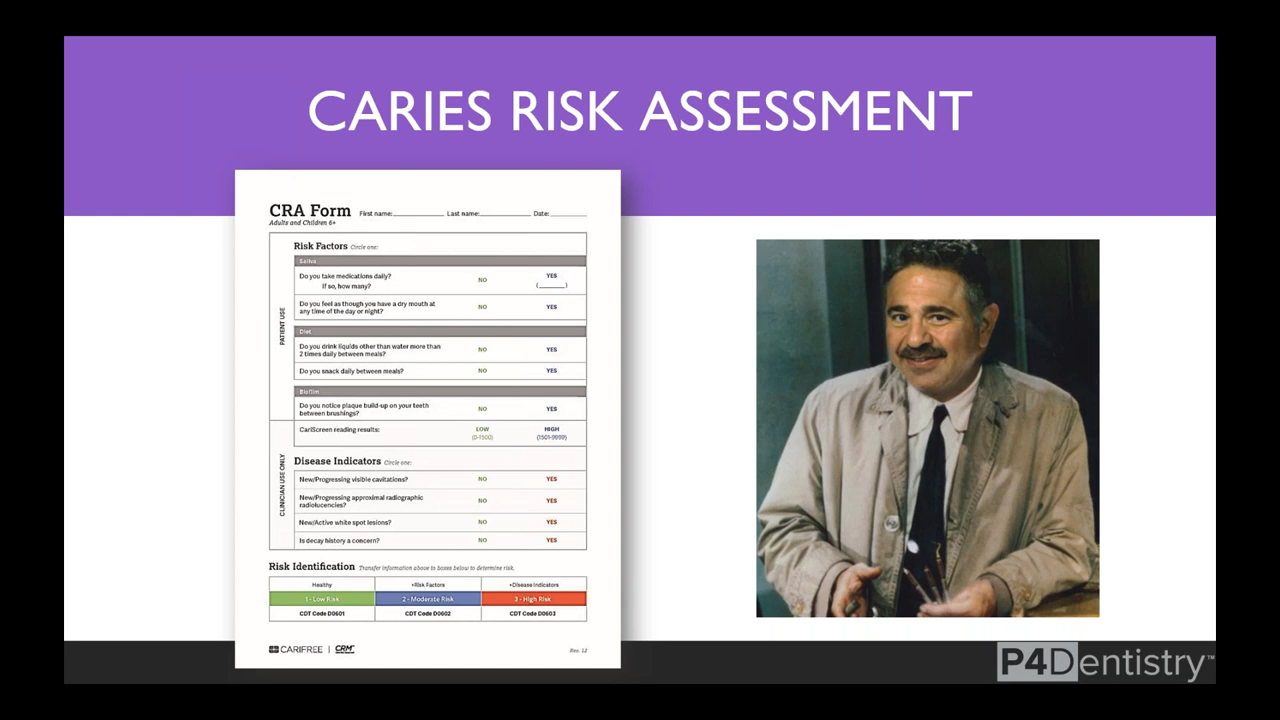 CARIES RISK ASSESSMENT
CRA Form First name: Last name: Date:
Adults and Children 6+
Risk Factors Circle one:
Saliva
Do you take medications daily? NO YES
If so, how many? ( )
Do you feel as though you have a dry mouth at
any time of the day or night? NO YES
Diet
Do you drink liquids other than water more than
2 times daily between meals? NO YES
Do you snack daily between meals? NO YES
Biofilm
Do you notice plaque build-up on your teeth
between brushings? NO YES
PATIENT USE
CariScreen reading results: LOW HIGH
(0-1500) (1501-9999)
Disease Indicators Circle one:
New/Progressing visible cavitations? NO YES
New/Progressing approximal radiographic
radiolucencies? NO YES
New/Active white spot lesions? NO YES
Is decay history a concern? NO YES
CLINICIAN USE ONLY
Risk Identification Transfer information above to boxes below to determine risk.
Healthy +Risk Factors +Disease Indicators
1 - Low Risk 2 - Moderate Risk 3 - High Risk
CDT Code D0601 CDT Code D0602 CDT Code D0603
CARIFREE | CRM
Rev. 12
P4Dentistry™